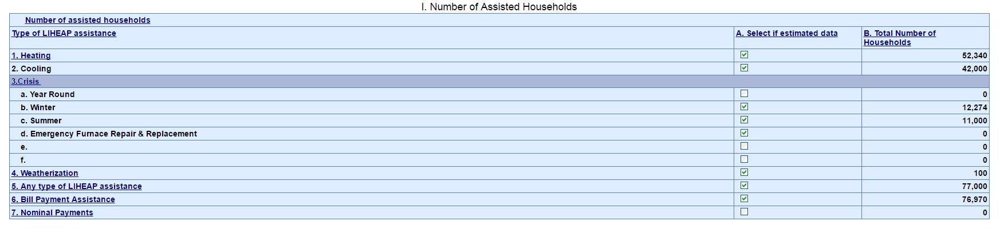 I. Number of Assisted Households
Number of assisted households
Type of LIHEAP assistance A. Select if estimated data B. Total Number of
Households
1. Heating 52,340
2. Cooling 42,000
3.Crisis
a. Year Round 0
b. Winter 12,274
c. Summer 11,000
d. Emergency Furnace Repair & Replacement 0
e. 0
f. 0
4. Weatherization 100
5. Any type of LIHEAP assistance 77,000
6. Bill Payment Assistance 76,970
7. Nominal Payments 0